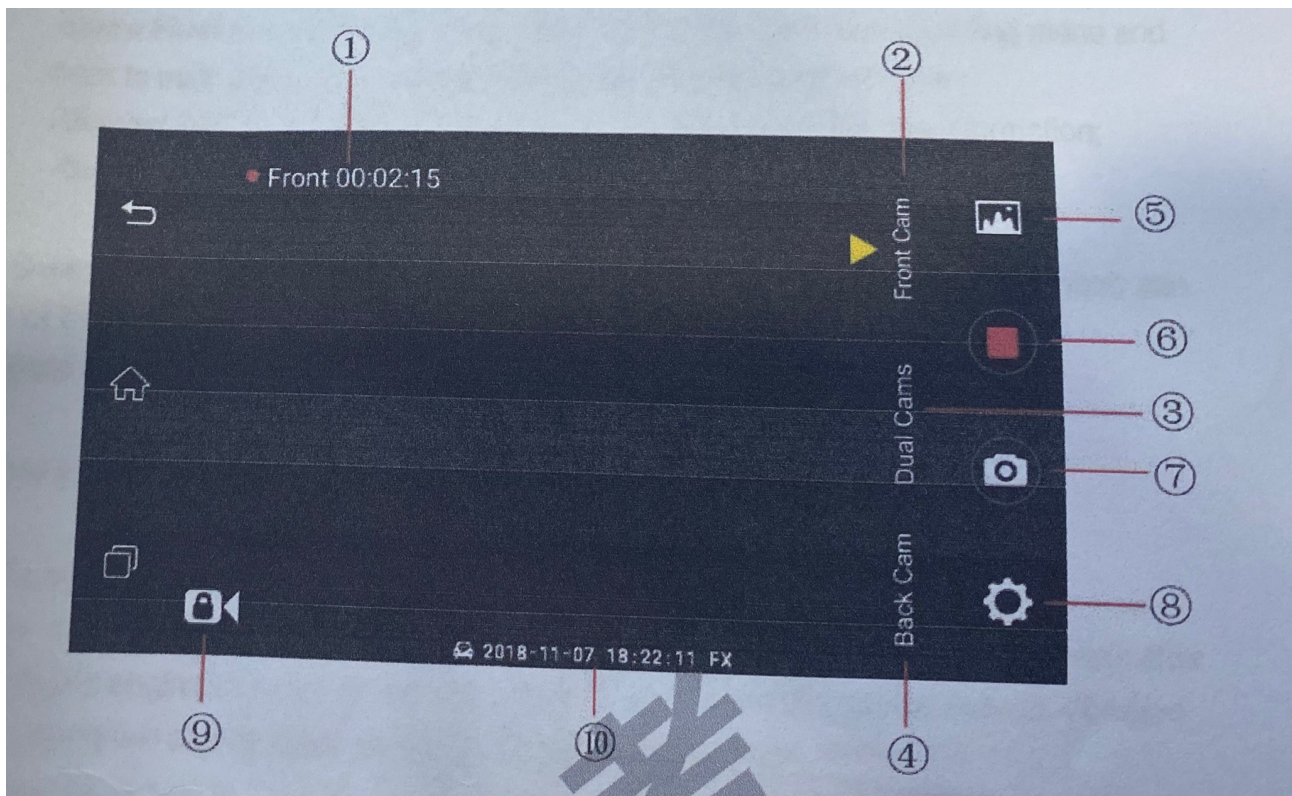 ①
②
● Front 00:02:15
Front Cam
⑤
⑥
Dual Cams
③
⑦
Back Cam
⑧
2018-11-07 18:22:11 FX
⑨
⑩
④